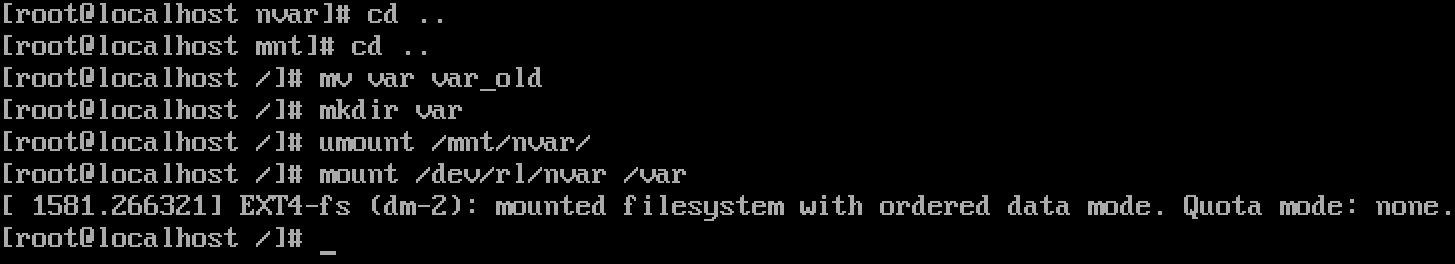 [root@localhost nvar]# cd ..
[root@localhost mnt]# cd ..
[root@localhost /]# mv var var_old
[root@localhost /]# mkdir var
[root@localhost /]# umount /mnt/nvar/
[root@localhost /]# mount /dev/rl/nvar /var
[ 1581.266321] EXT4-fs (dm-2): mounted filesystem with ordered data mode. Quota mode: none.
[root@localhost /]# _